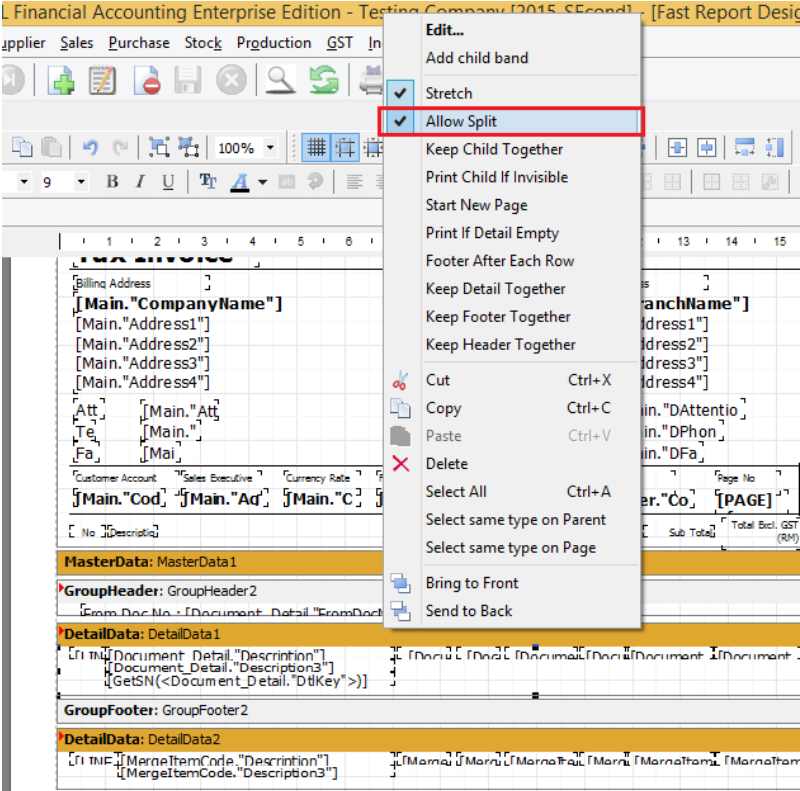 L Financial Accounting Enterprise Edition - Testing Company [2015-SEcond] - [Fast Report Desig
upplier Sales Purchase Stock Production GST In
100%
9 B I U
1 2 3 4 5 6 13 14 15
Tax Invoice
Billing Address ss
[Main."CompanyName"] ranchName"]
[Main."Address1"] ddress1"]
[Main."Address2"] ddress2"]
[Main."Address3"] ddress3"]
[Main."Address4"] ddress4"]
Att [Main."Att in."DAttentio
Te [Main." in."DPhon
Fa [Mai in."DFa
Customer Account Sales Executive Currency Rate Page No
[Main."Cod [Main."Ag [Main."C er."Co [PAGE]
No Descriptio Sub Total Total Excl. GST
(RM)
MasterData: MasterData1
GroupHeader: GroupHeader2
From Doc No : [Document_Detail."FromDocN
DetailData: DetailData1
[LINE [Document_Detail."Description"] [Docu [Doc [Docume [Docu [Document [Document
[Document_Detail."Description3"]
[GetSN(<Document_Detail."DtlKey">)]
GroupFooter: GroupFooter2
DetailData: DetailData2
[LINE [MergeItemCode."Description"] [Merge [Merg [MergeIte [Merg [MergeItem [MergeItem
[MergeItemCode."Description3"]
Edit...
Add child band
Stretch
Allow Split
Keep Child Together
Print Child If Invisible
Start New Page
Print If Detail Empty
Footer After Each Row
Keep Detail Together
Keep Footer Together
Keep Header Together
Cut Ctrl+X
Copy Ctrl+C
Paste Ctrl+V
Delete
Select All Ctrl+A
Select same type on Parent
Select same type on Page
Bring to Front
Send to Back